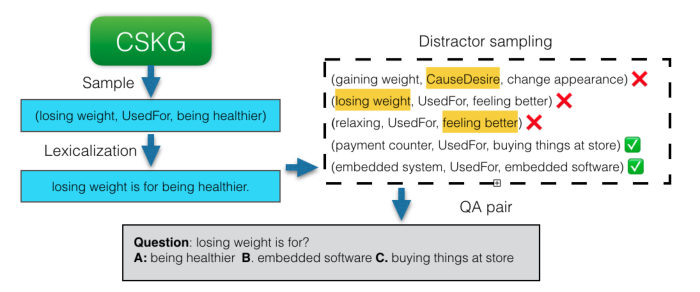 CSKG
Sample
(losing weight, UsedFor, being healthier)
Lexicalization
losing weight is for being healthier.
Distractor sampling
(gaining weight, CauseDesire, change appearance)
(losing weight, UsedFor, feeling better)
(relaxing, UsedFor, feeling better)
(payment counter, UsedFor, buying things at store)
(embedded system, UsedFor, embedded software)
QA pair
Question: losing weight is for?
A: being healthier B. embedded software C. buying things at store